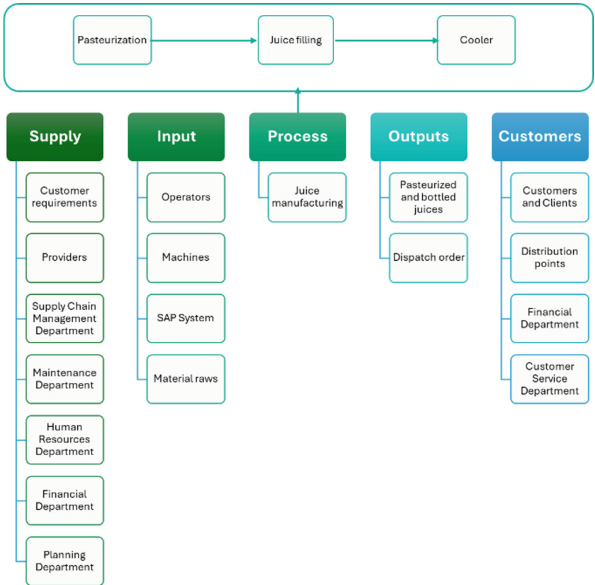 Pasteurization
Juice filling
Cooler
Supply
Input
Process
Outputs
Customers
Customer
requirements
Providers
Supply Chain
Management
Department
Maintenance
Department
Human
Resources
Department
Financial
Department
Planning
Department
Operators
Machines
SAP System
Material raws
Juice
manufacturing
Pasteurized
and bottled
juices
Dispatch order
Customers
and Clients
Distribution
points
Financial
Department
Customer
Service
Department